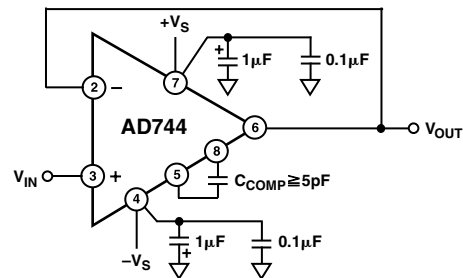 +VS
1µF
0.1µF
7
2
–
AD744
6
VOUT
8
5
VIN
3
+
CCOMP≧5pF
4
1µF
0.1µF
–VS
+
+